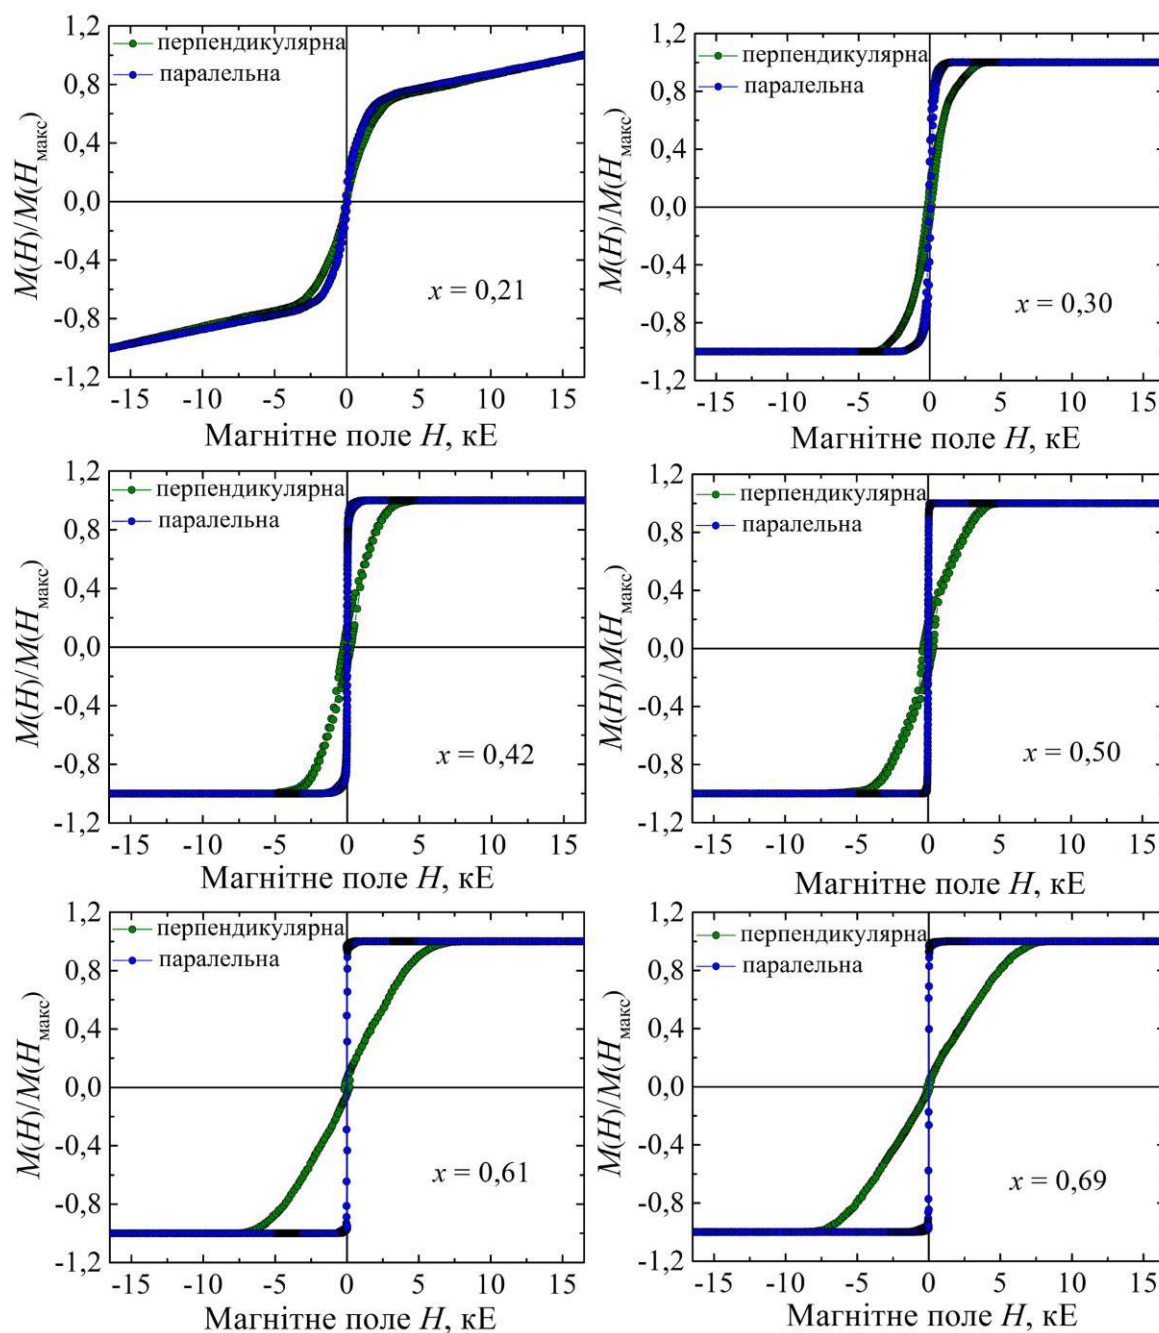 1,2
0,8
0,4
0,0
-0,4
-0,8
-1,2
M(H)/M(H_макс)
перпендикулярна
паралельна
x = 0,21
-15 -10 -5 0 5 10 15
Магнітне поле H, кЕ
1,2
0,8
0,4
0,0
-0,4
-0,8
-1,2
M(H)/M(H_макс)
перпендикулярна
паралельна
x = 0,30
-15 -10 -5 0 5 10 15
Магнітне поле H, кЕ
1,2
0,8
0,4
0,0
-0,4
-0,8
-1,2
M(H)/M(H_макс)
перпендикулярна
паралельна
x = 0,42
-15 -10 -5 0 5 10 15
Магнітне поле H, кЕ
1,2
0,8
0,4
0,0
-0,4
-0,8
-1,2
M(H)/M(H_макс)
перпендикулярна
паралельна
x = 0,50
-15 -10 -5 0 5 10 15
Магнітне поле H, кЕ
1,2
0,8
0,4
0,0
-0,4
-0,8
-1,2
M(H)/M(H_макс)
перпендикулярна
паралельна
x = 0,61
-15 -10 -5 0 5 10 15
Магнітне поле H, кЕ
1,2
0,8
0,4
0,0
-0,4
-0,8
-1,2
M(H)/M(H_макс)
перпендикулярна
паралельна
x = 0,69
-15 -10 -5 0 5 10 15
Магнітне поле H, кЕ